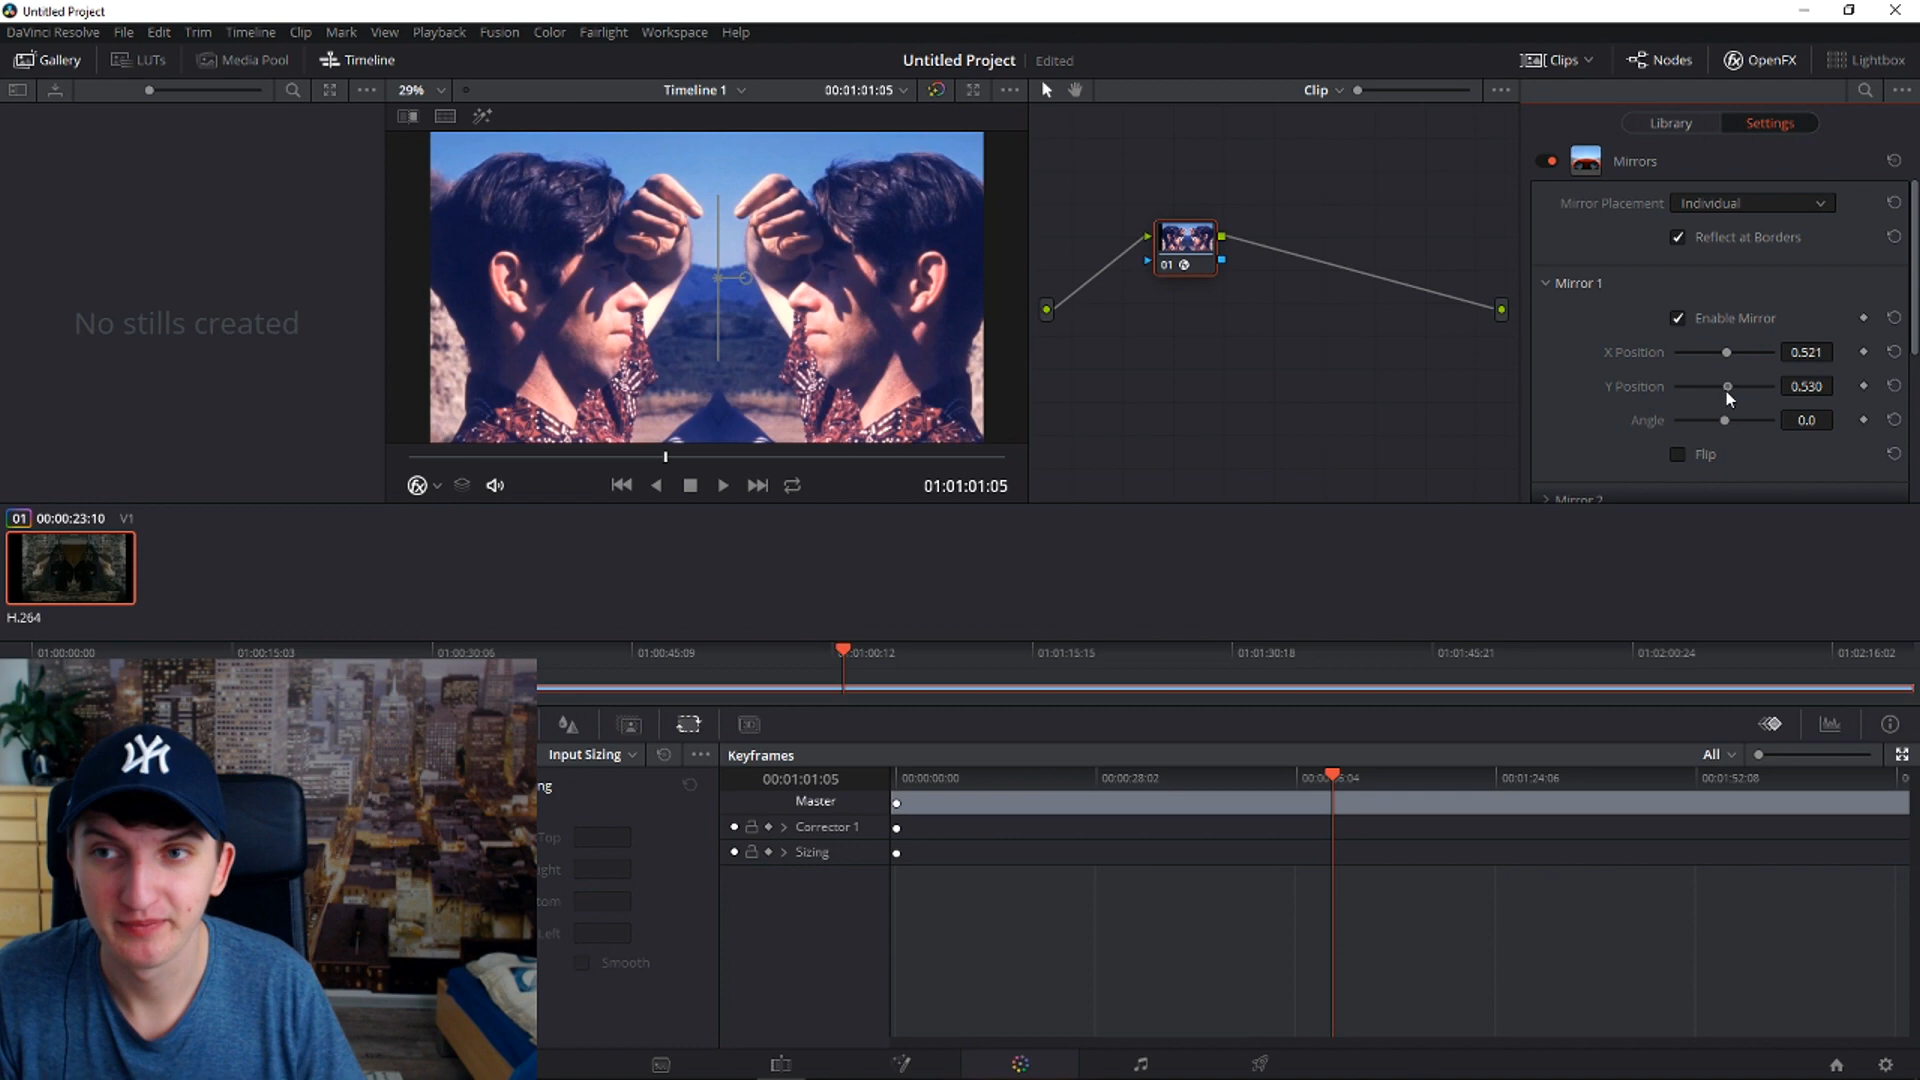 Untitled Project
DaVinci Resolve File Edit Trim Timeline Clip Mark View Playback Fusion Color Fairlight Workspace Help
Gallery LUTs Media Pool Timeline Untitled Project Edited Clips Nodes OpenFX Lightbox
29% Timeline 1 00:01:01:05 Clip
Library Settings
Mirrors
Mirror Placement Individual
Reflect at Borders
Mirror 1
Enable Mirror
X Position 0.521
Y Position 0.530
Angle 0.0
Flip
Mirror 2
No stills created
01
01:01:01:05
01 00:00:23:10 V1
H.264
01:00:00:00 01:00:15:03 01:00:30:06 01:00:45:09 01:01:00:12 01:01:15:15 01:01:30:18 01:01:45:21 01:02:00:24 01:02:16:02
Input Sizing Keyframes All
00:01:01:05 00:00:00:00 00:00:28:02 00:01:24:06 00:01:52:08
ng
Master
Top
Corrector 1
Sizing
ght
tom
Left
Smooth
NY